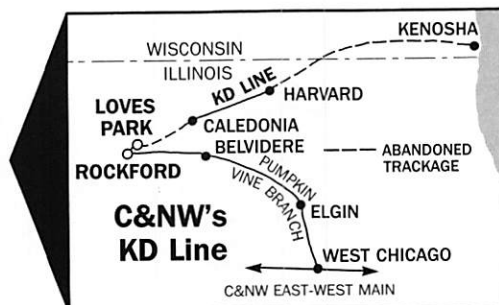 KENOSHA
WISCONSIN
ILLINOIS
KD LINE
HARVARD
LOVES
PARK
CALEDONIA
BELVIDERE
ABANDONED
TRACKAGE
ROCKFORD
PUMPKIN
VINE BRANCH
C&NW's
KD Line
ELGIN
WEST CHICAGO
C&NW EAST-WEST MAIN